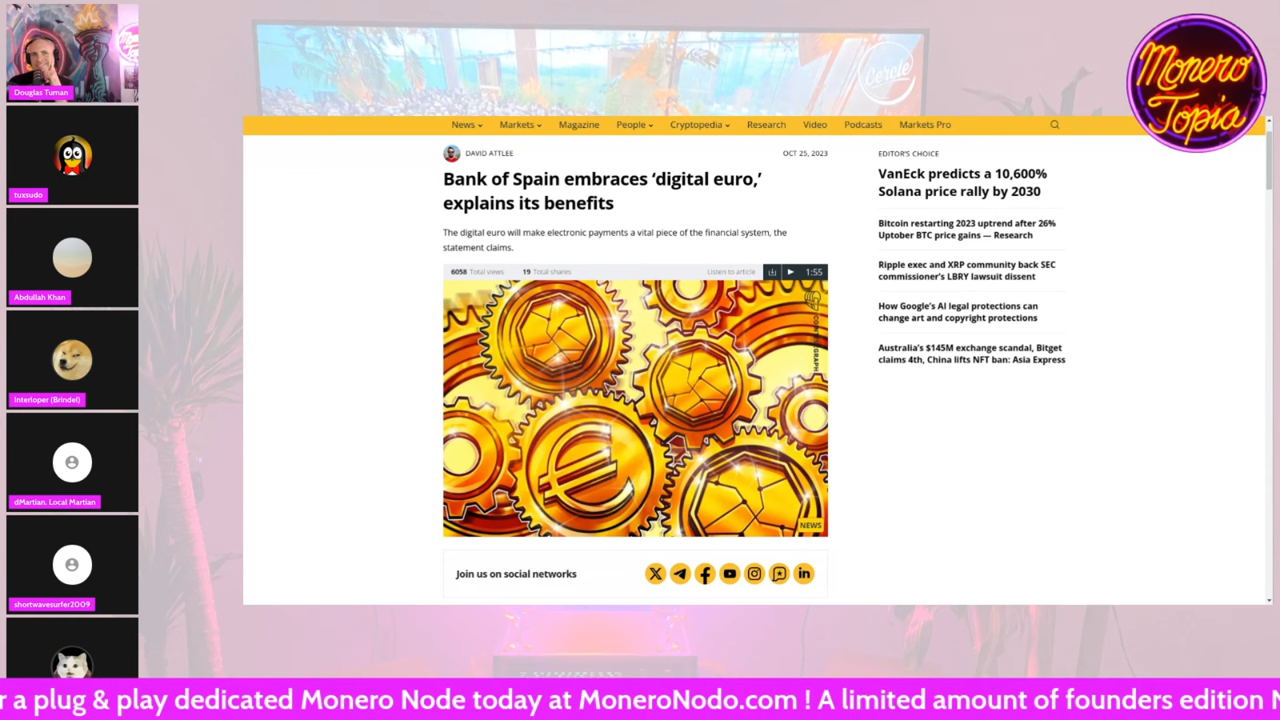 Douglas Tuman
tuxsudo
Abdullah Khan
Interloper (Brindel)
dMartian. Local Martian
shortwavesurfer2009
Cercle
Monero
Topia
News
Markets
Magazine
People
Cryptopedia
Research
Video
Podcasts
Markets Pro
DAVID ATTLEE
OCT 25, 2023
Bank of Spain embraces ‘digital euro,’
explains its benefits
The digital euro will make electronic payments a vital piece of the financial system, the
statement claims.
6058 Total views
19 Total shares
Listen to article
1:55
NEWS
Join us on social networks
EDITOR'S CHOICE
VanEck predicts a 10,600%
Solana price rally by 2030
Bitcoin restarting 2023 uptrend after 26%
Uptober BTC price gains — Research
Ripple exec and XRP community back SEC
commissioner's LBRY lawsuit dissent
How Google's AI legal protections can
change art and copyright protections
Australia's $145M exchange scandal, Bitget
claims 4th, China lifts NFT ban: Asia Express
r a plug & play dedicated Monero Node today at MoneroNodo.com ! A limited amount of founders edition N